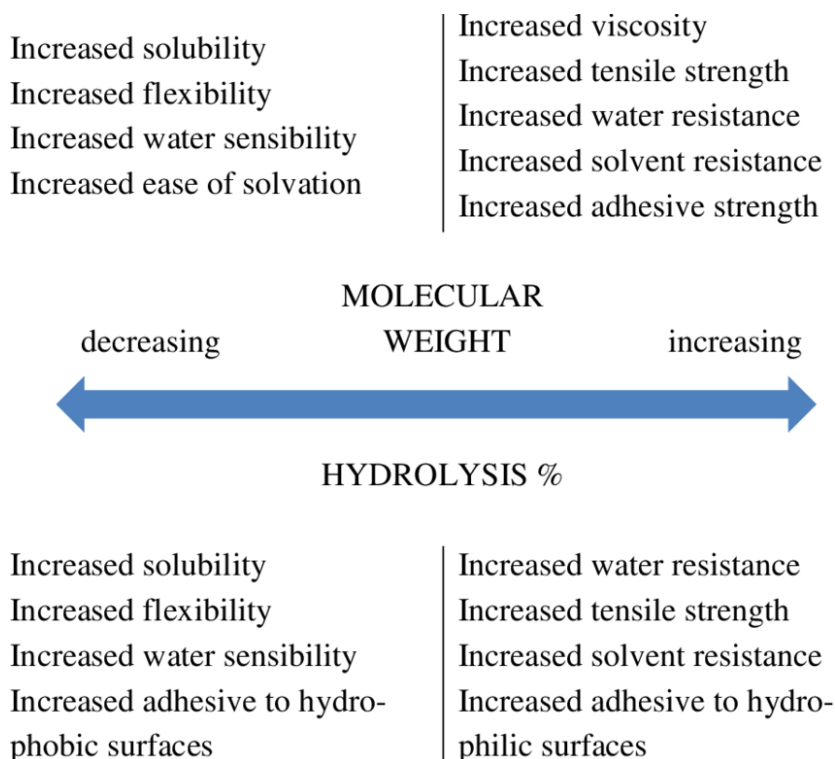 Increased solubility
Increased flexibility
Increased water sensibility
Increased ease of solvation
Increased viscosity
Increased tensile strength
Increased water resistance
Increased solvent resistance
Increased adhesive strength
MOLECULAR
decreasing WEIGHT increasing
HYDROLYSIS %
Increased solubility
Increased flexibility
Increased water sensibility
Increased adhesive to hydro-
phobic surfaces
Increased water resistance
Increased tensile strength
Increased solvent resistance
Increased adhesive to hydro-
philic surfaces